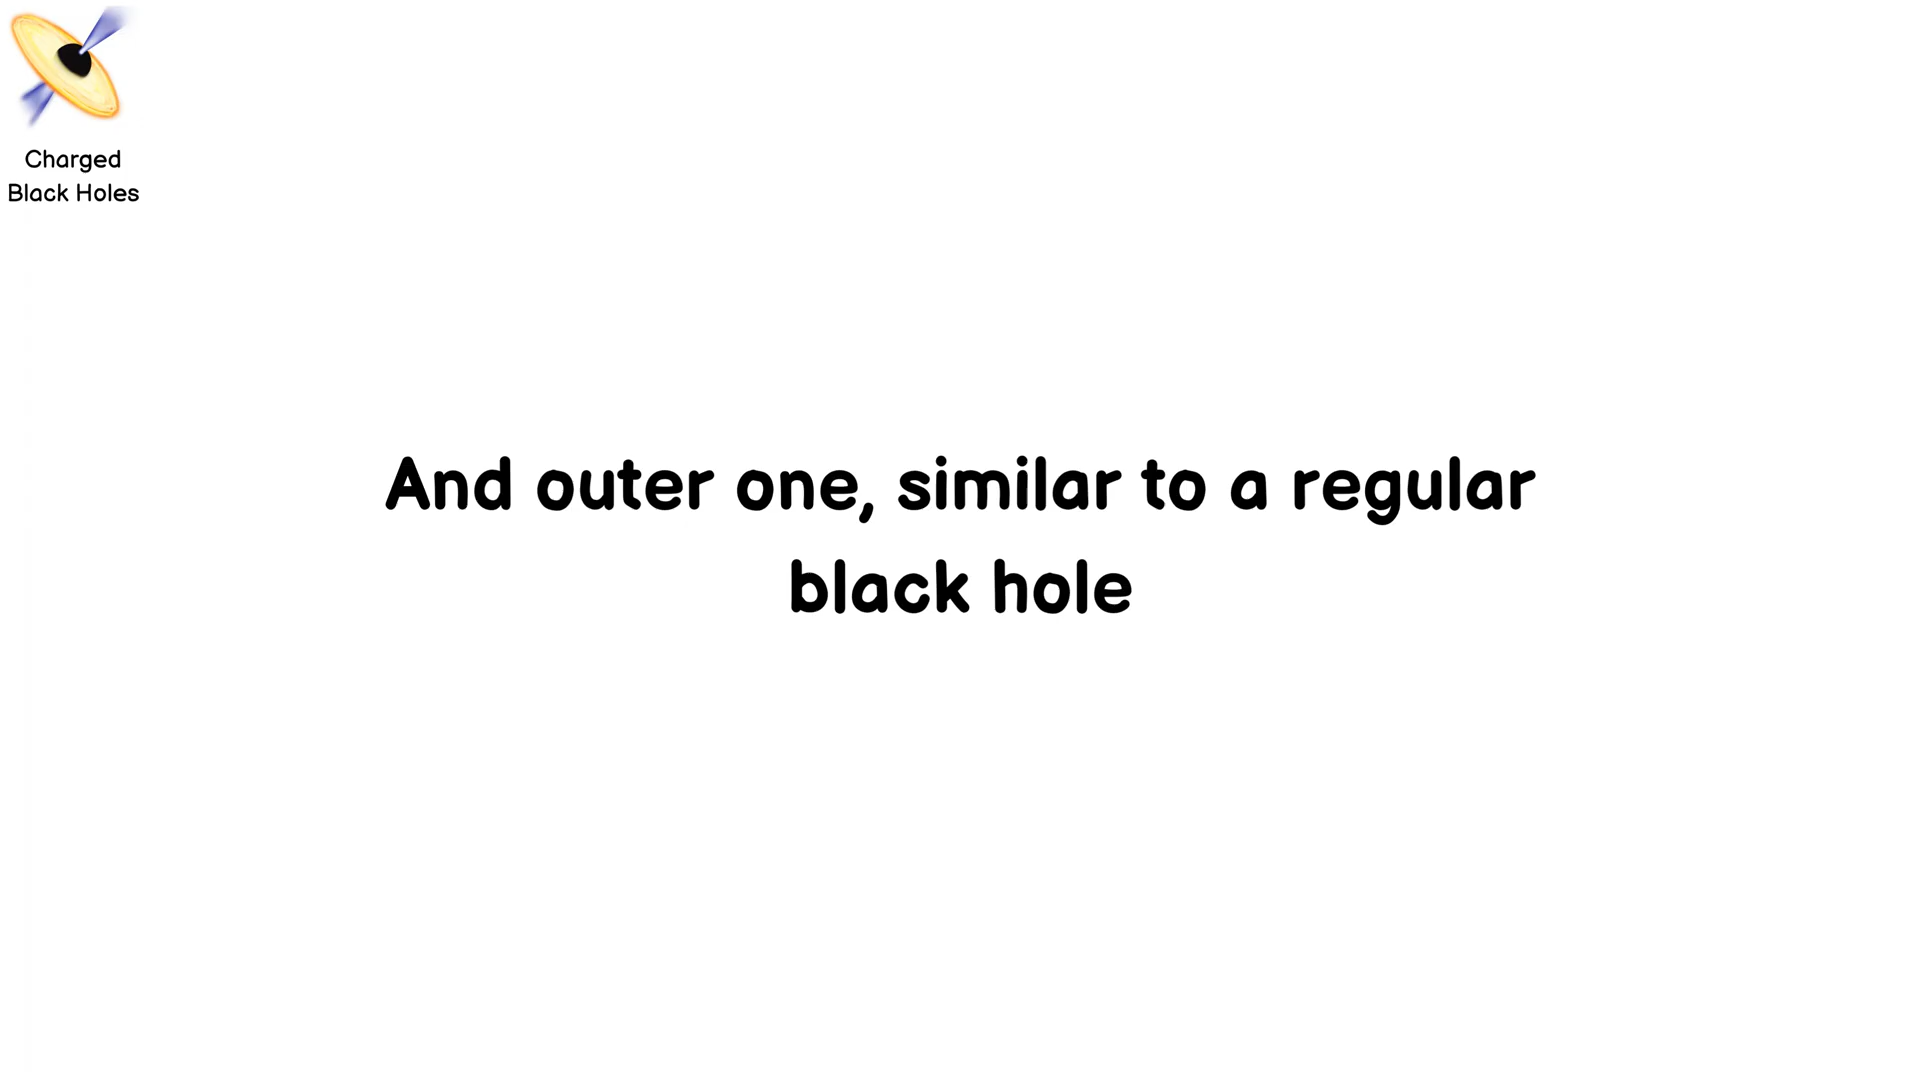 Charged
Black Holes
And outer one, similar to a regular
black hole